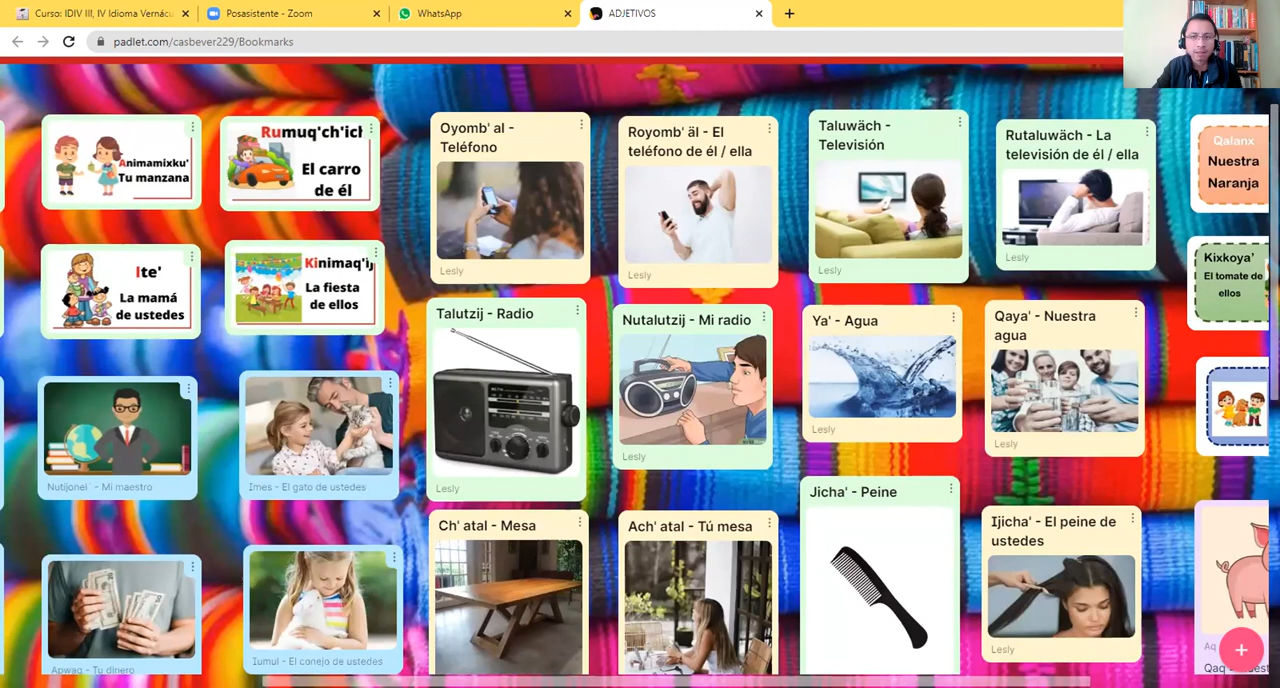 Curso: IDIV III, IV Idioma Vernácu
Posasistente - Zoom
WhatsApp
ADJETIVOS
padlet.com/casbever229/Bookmarks
Animamixku'
Tu manzana
Rumuq'ch'ich
El carro
de él
Ite'
La mamá
de ustedes
Kinimaq'ij
La fiesta
de ellos
Nutijonel´ - Mi maestro
Imes - El gato de ustedes
Apwaq - Tu dinero
Iumul - El conejo de ustedes
Oyomb' al -
Teléfono
Lesly
Royomb' äl - El
teléfono de él / ella
Lesly
Taluwäch -
Televisión
Lesly
Rutaluwäch - La
televisión de él / ella
Lesly
Talutzij - Radio
Lesly
Nutalutzij - Mi radio
Lesly
Ya' - Agua
Lesly
Qaya' - Nuestra
agua
Lesly
Ch' atal - Mesa
Ach' atal - Tú mesa
Jicha' - Peine
Ijicha' - El peine de
ustedes
Lesly
Qalanx
Nuestra
Naranja
Kixkoya'
El tomate de
ellos
Aq